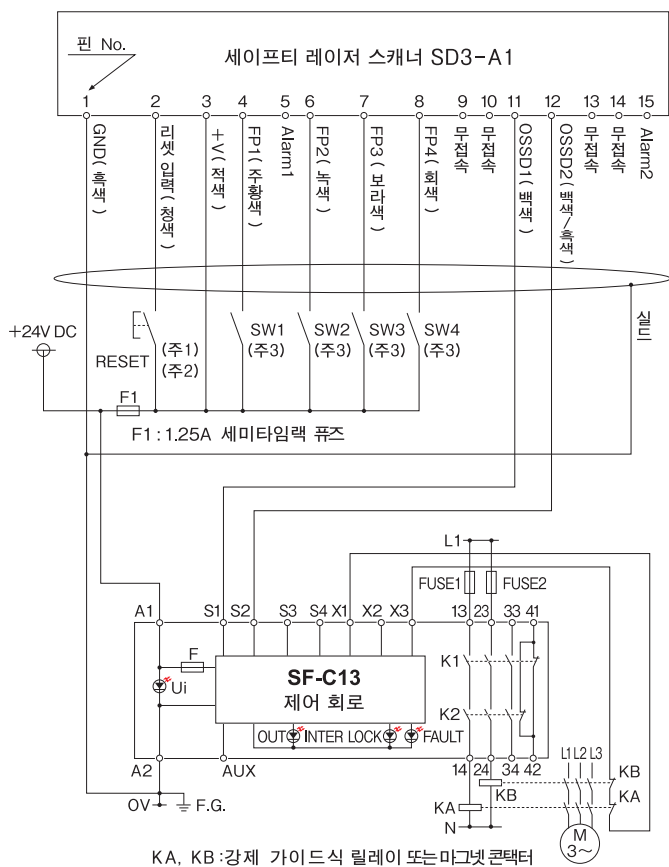 핀 No.
세이프티 레이저 스캐너 SD3-A1
1 2 3 4 5 6 7 8 9 10 11 12 13 14 15
GND(흑색)
리셋 입력(청색)
+V(적색)
FP1(주황색)
Alarm1
FP2(녹색)
FP3(보라색)
FP4(회색)
무접속
무접속
OSSD1(백색)
OSSD2(백색/흑색)
무접속
무접속
Alarm2
+24V DC
RESET
(주1)
(주2)
SW1
(주3)
SW2
(주3)
SW3
(주3)
SW4
(주3)
실드
F1
F1 : 1.25A 세미타임랙 퓨즈
L1
FUSE1
FUSE2
A1 S1 S2 S3 S4 X1 X2 X3 13 23 33 41
F
Ui
SF-C13
제어 회로
K1
K2
OUT
INTER LOCK
FAULT
A2 AUX 14 24 34 42
L1 L2 L3
KB
KA
KB
KA
0V
F.G.
N
M
3~
KA, KB :강제 가이드식 릴레이 또는 마그넷 콘택터